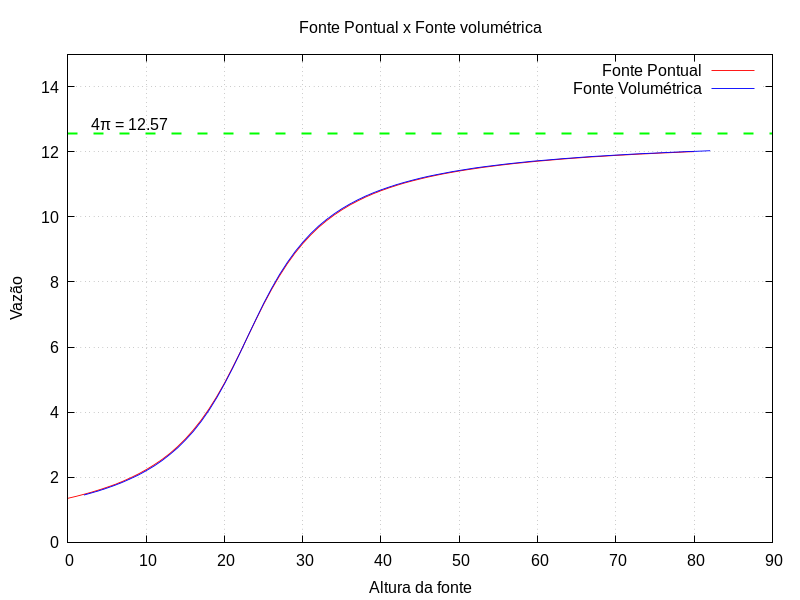 Fonte Pontual x Fonte volumétrica
Fonte Pontual
Fonte Volumétrica
4π = 12.57
14
12
10
8
6
4
2
0
Vazão
0 10 20 30 40 50 60 70 80 90
Altura da fonte